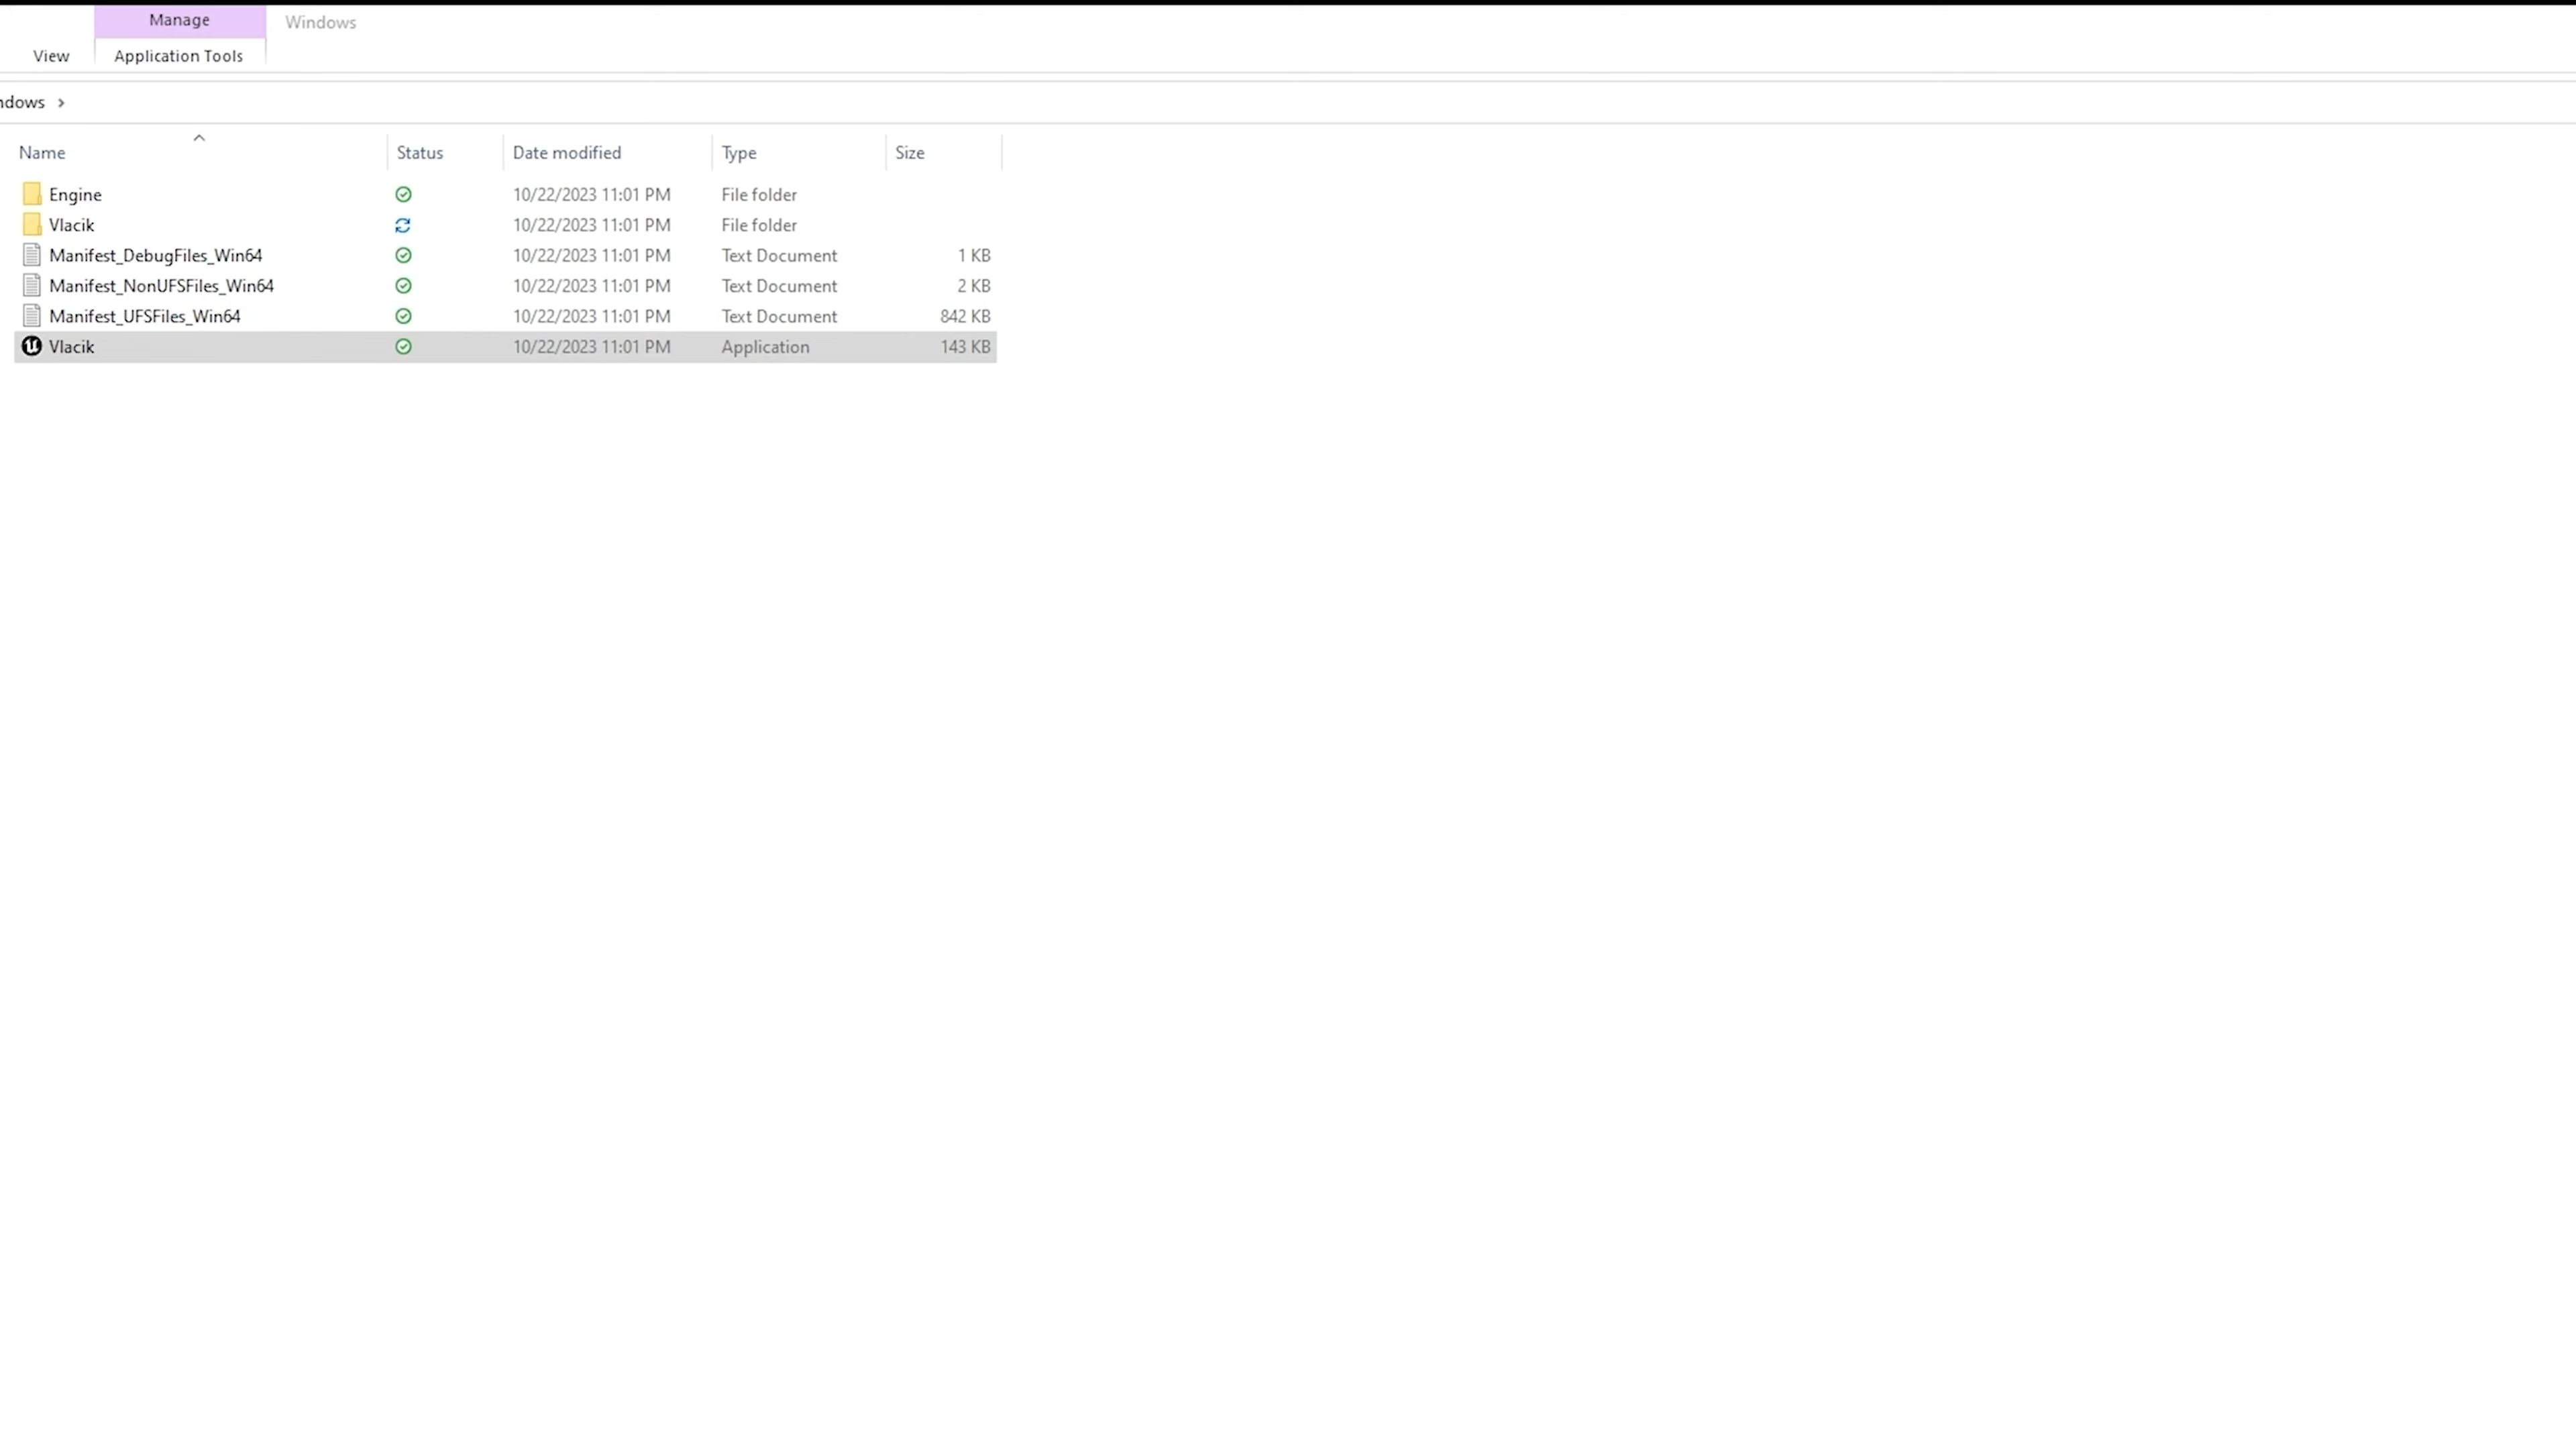 Manage
Windows
View
Application Tools
ndows
Name Status Date modified Type Size
Engine 10/22/2023 11:01 PM File folder
Vlacik 10/22/2023 11:01 PM File folder
Manifest_DebugFiles_Win64 10/22/2023 11:01 PM Text Document 1 KB
Manifest_NonUFSFiles_Win64 10/22/2023 11:01 PM Text Document 2 KB
Manifest_UFSFiles_Win64 10/22/2023 11:01 PM Text Document 842 KB
Vlacik 10/22/2023 11:01 PM Application 143 KB